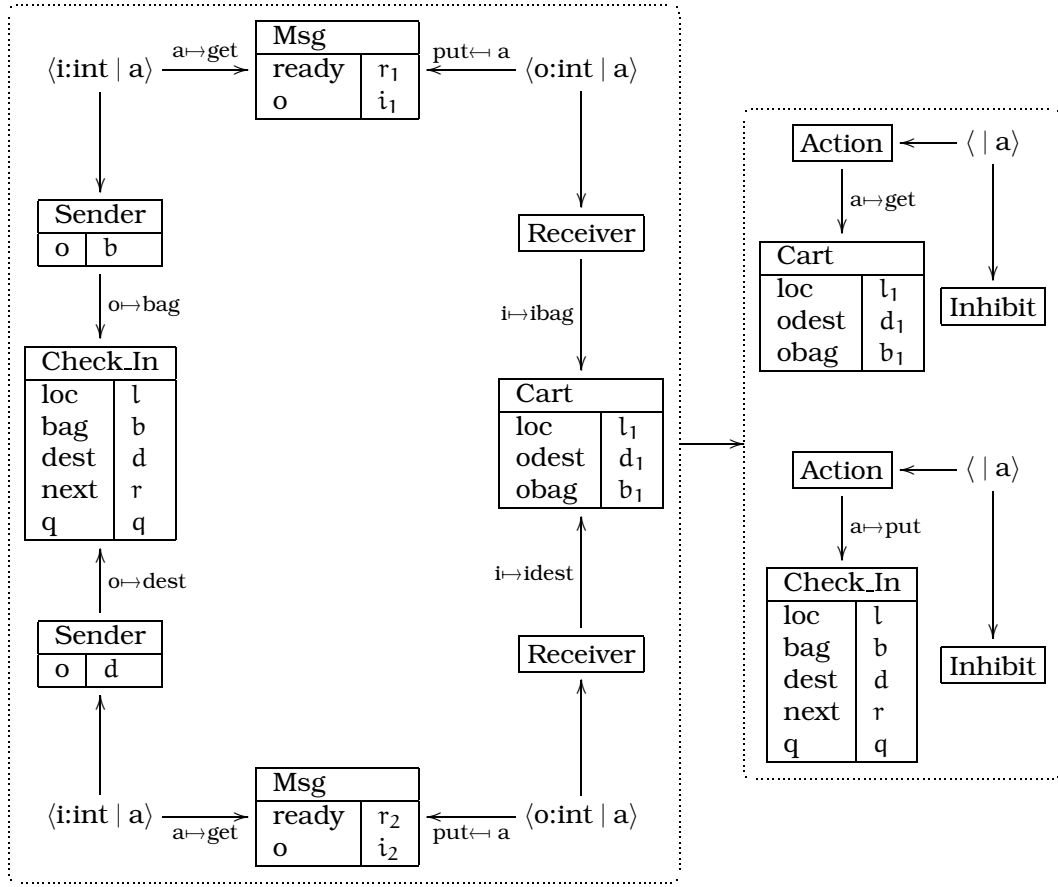 Msg
⟨i:int | a⟩ a↦get ready r₁ put↤ a ⟨o:int | a⟩
o i₁
Sender
o b
Receiver
o↦bag
i↦ibag
Check_In
loc l
bag b
dest d
next r
q q
Cart
loc l₁
odest d₁
obag b₁
o↦dest
i↦idest
Sender
o d
Receiver
Msg
⟨i:int | a⟩ a↦get ready r₂ put↤ a ⟨o:int | a⟩
o i₂
Action ⟨ | a⟩
a↦get
Cart
loc l₁
odest d₁
obag b₁
Inhibit
Action ⟨ | a⟩
a↦put
Check_In
loc l
bag b
dest d
next r
q q
Inhibit